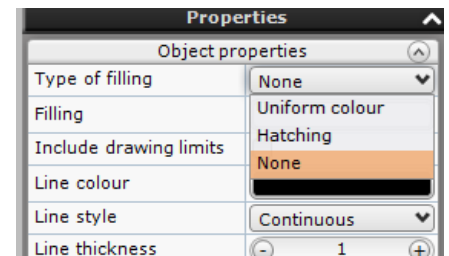 Properties
Object properties
Type of filling None
Filling Uniform colour
Hatching
Include drawing limits
None
Line colour
Line style Continuous
Line thickness 1